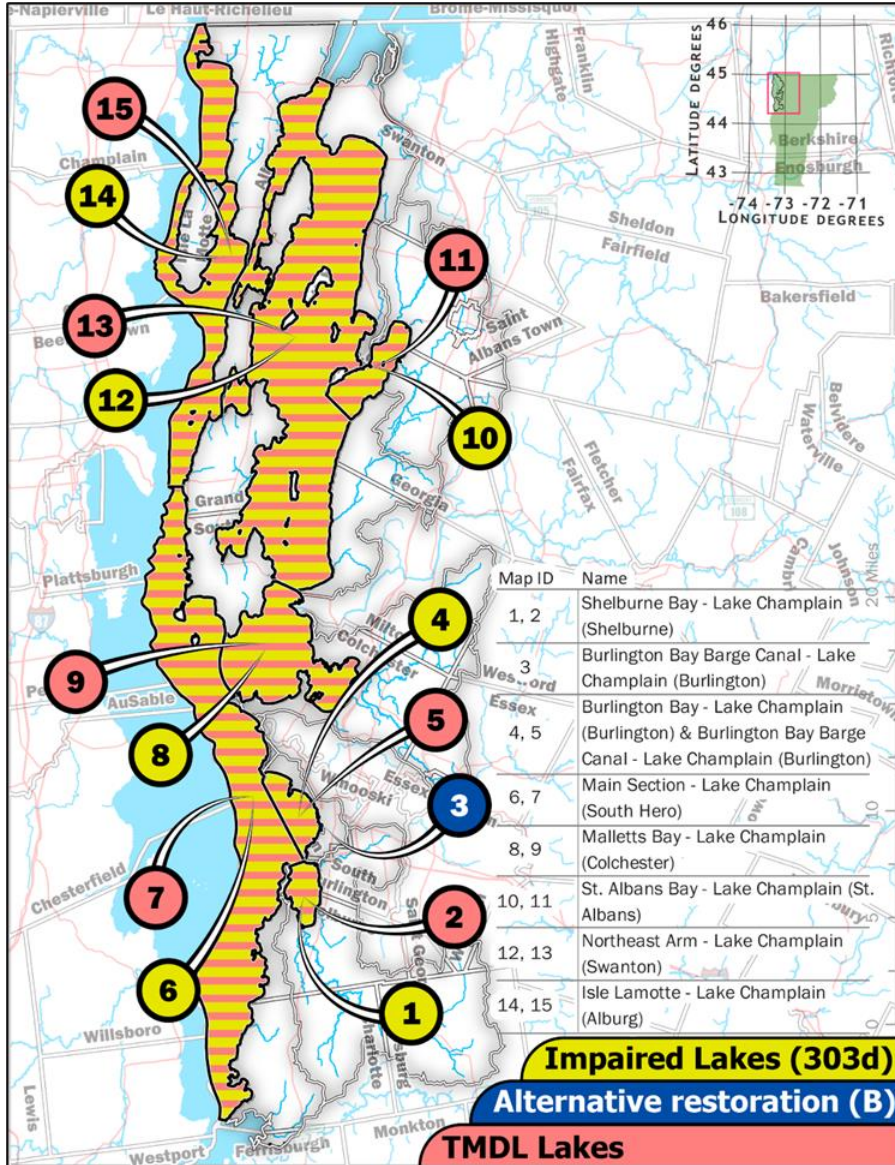 -Napierville
Le Haut-Richelieu
Brome-Missisquoi
Highgate
Franklin
Swanton
Champlain
46
45
44
43
LATITUDE DEGREES
-74 -73 -72 -71
LONGITUDE DEGREES
Berkshire
Enosburgh
105
15
14
Motte
Sheldon
Fairfield
Bakersfield
11
13
12
10
Saint
Albans Town
Belvidere
Waterville
Fletcher
Fairfax
Georgia
Grand
108
Johnson
Plattsburgh
20 Miles
10
Milton
Colchester
Morristown
Essex
AuSable
4
9
5
8
Essex
Winooski
3
South
Burlington
Chesterfield
7
2
6
1
Willsboro
Charlotte
Lewis
Westport
Ferrisburgh
Monkton
Map ID Name
1, 2 Shelburne Bay - Lake Champlain
(Shelburne)
3 Burlington Bay Barge Canal - Lake
Champlain (Burlington)
4, 5 Burlington Bay - Lake Champlain
(Burlington) & Burlington Bay Barge
Canal - Lake Champlain (Burlington)
6, 7 Main Section - Lake Champlain
(South Hero)
8, 9 Malletts Bay - Lake Champlain
(Colchester)
10, 11 St. Albans Bay - Lake Champlain (St.
Albans)
12, 13 Northeast Arm - Lake Champlain
(Swanton)
14, 15 Isle Lamotte - Lake Champlain
(Alburg)
Impaired Lakes (303d)
Alternative restoration (B)
TMDL Lakes